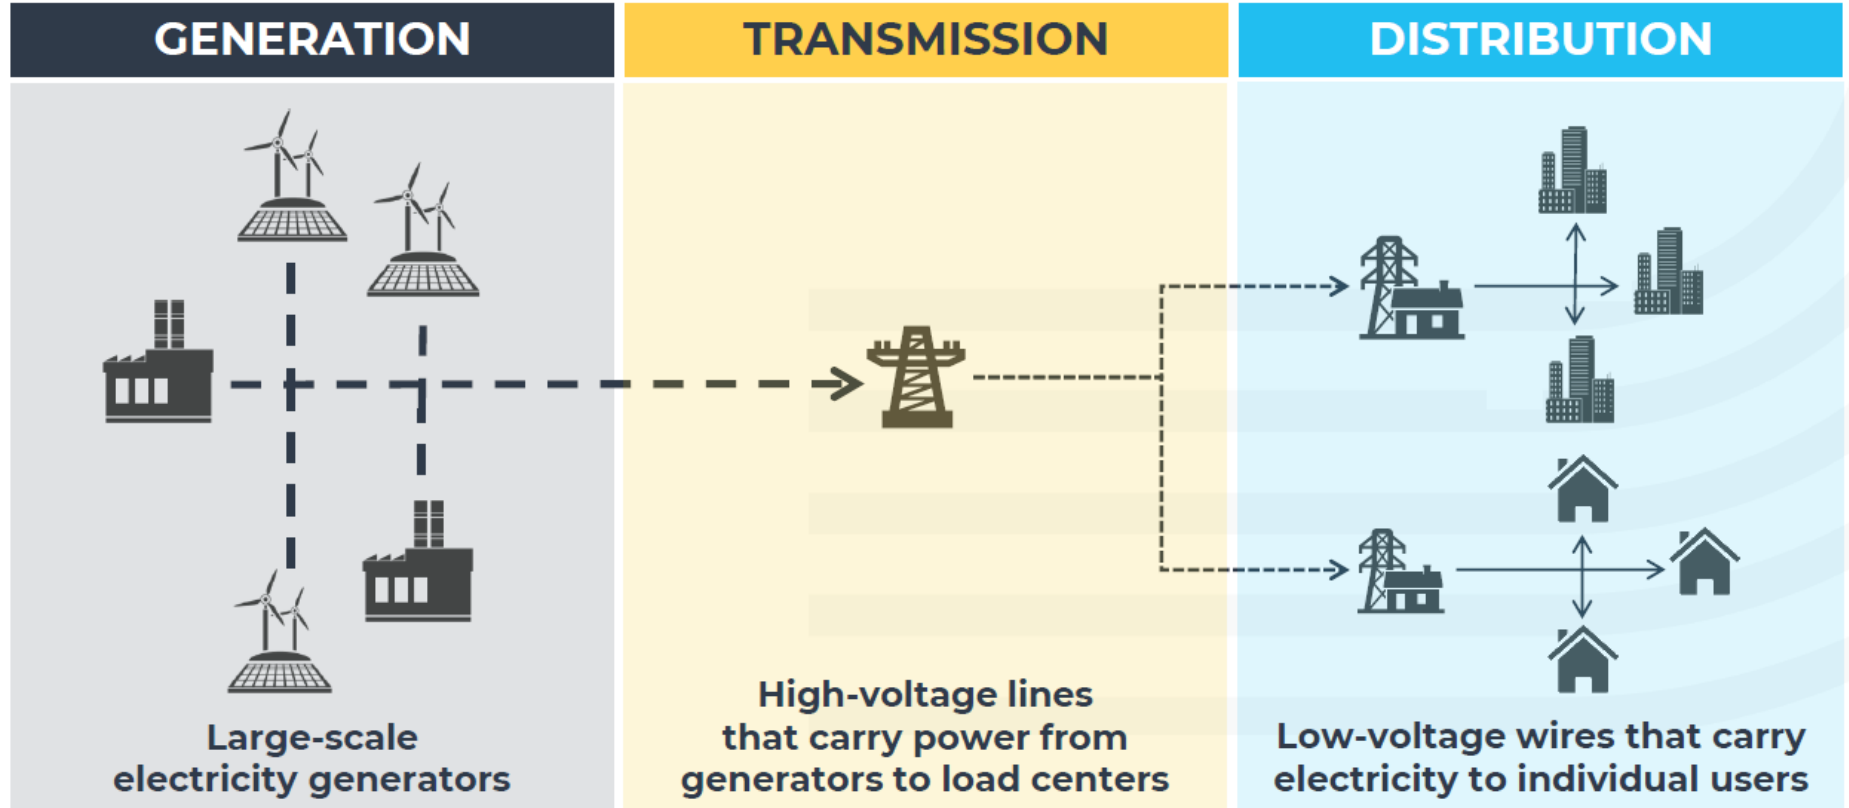 GENERATION
TRANSMISSION
DISTRIBUTION
Large-scale
electricity generators
High-voltage lines
that carry power from
generators to load centers
Low-voltage wires that carry
electricity to individual users